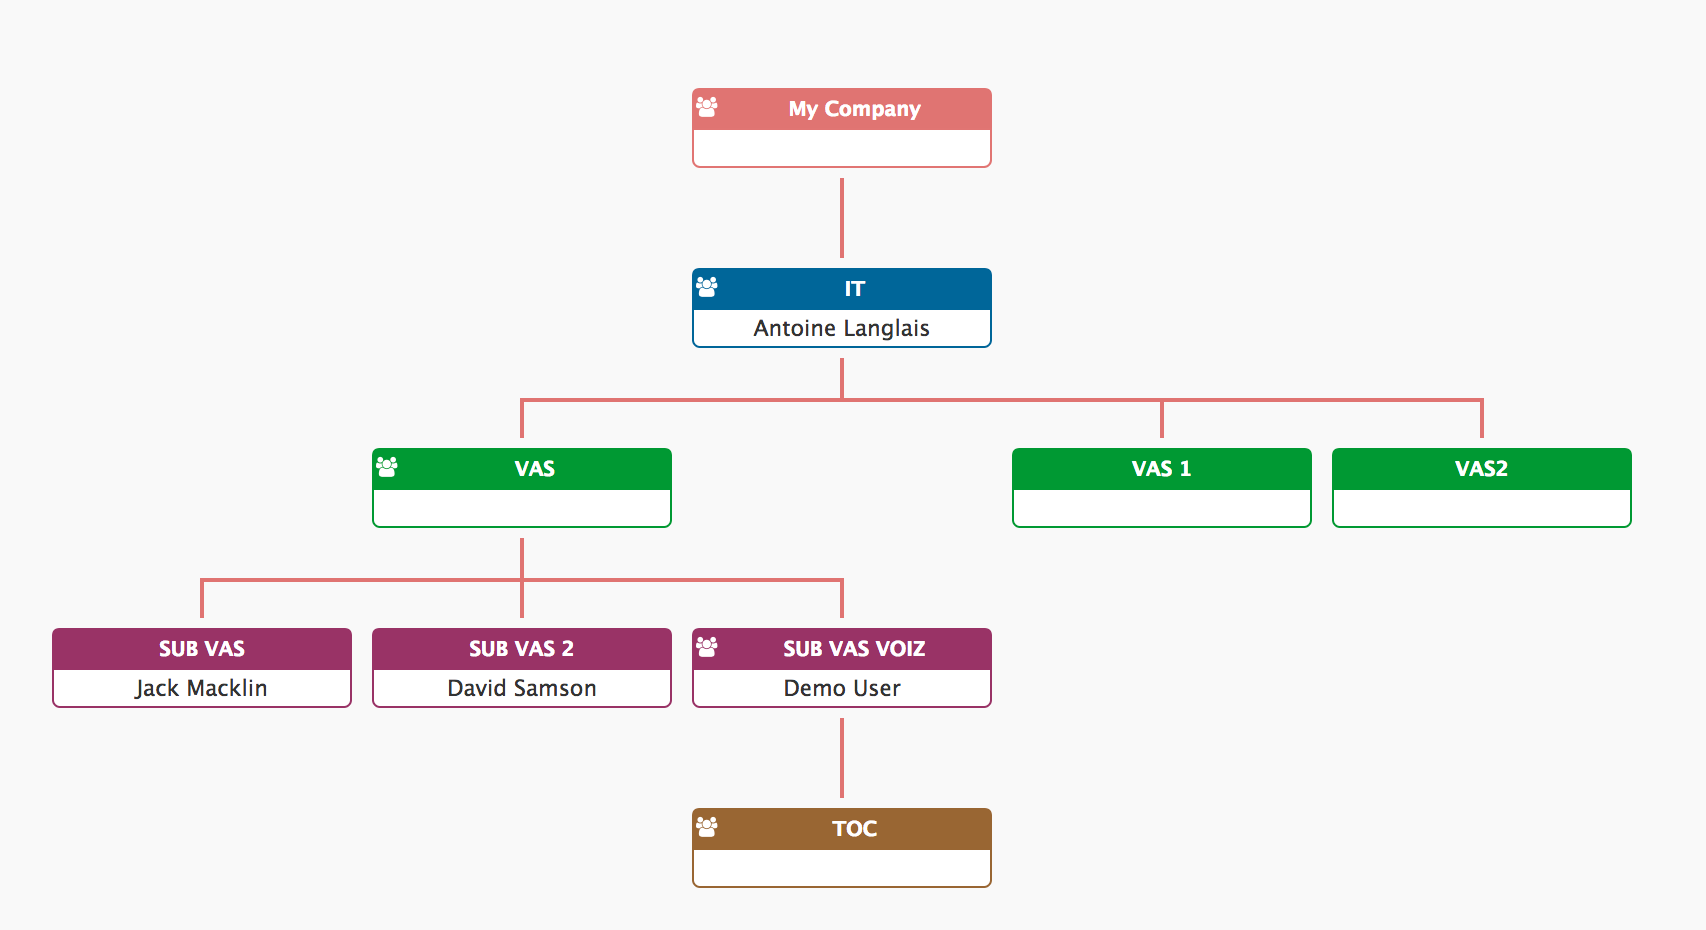 My Company
IT
Antoine Langlais
VAS
VAS 1
VAS2
SUB VAS
Jack Macklin
SUB VAS 2
David Samson
SUB VAS VOIZ
Demo User
TOC